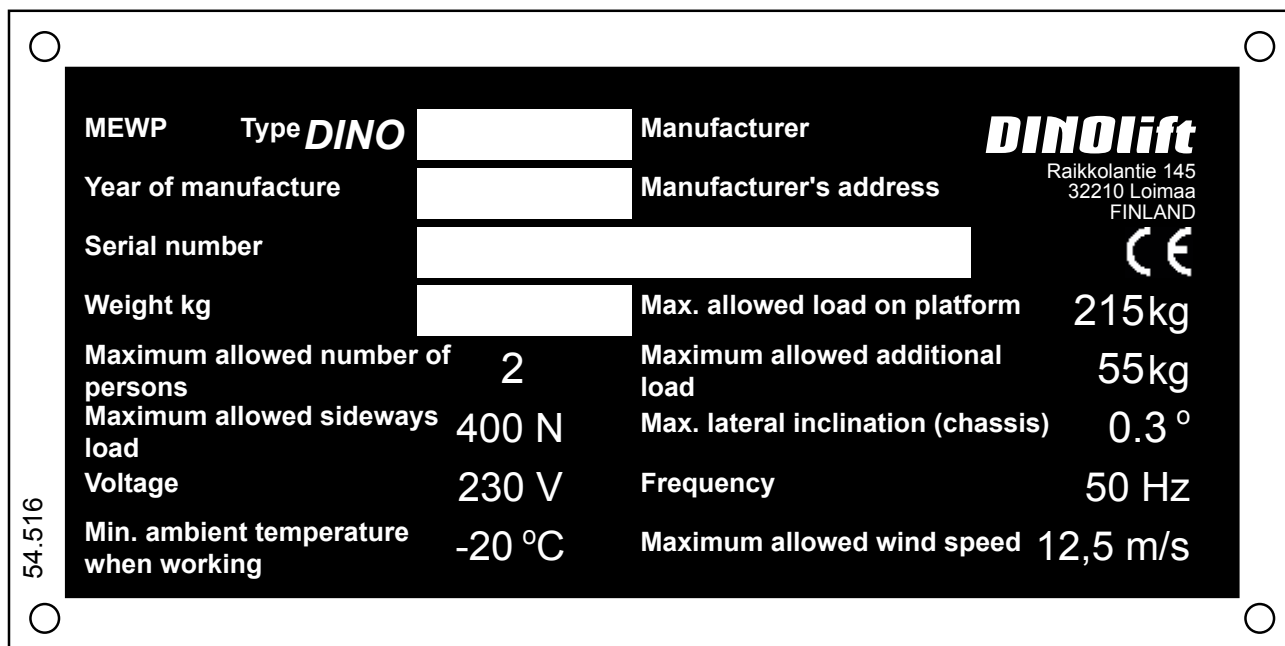 MEWP Type DINO Manufacturer DINOlift
Raikkolantie 145
Year of manufacture Manufacturer's address 32210 Loimaa
FINLAND
Serial number CE
Weight kg Max. allowed load on platform 215kg
Maximum allowed number of persons 2 Maximum allowed additional load 55kg
Maximum allowed sideways load 400 N Max. lateral inclination (chassis) 0.3 º
Voltage 230 V Frequency 50 Hz
Min. ambient temperature when working -20 ºC Maximum allowed wind speed 12,5 m/s
54.516